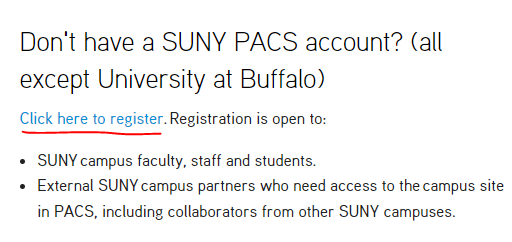 Don't have a SUNY PACS account? (all
except University at Buffalo)
Click here to register. Registration is open to:
• SUNY campus faculty, staff and students.
• External SUNY campus partners who need access to the campus site
in PACS, including collaborators from other SUNY campuses.